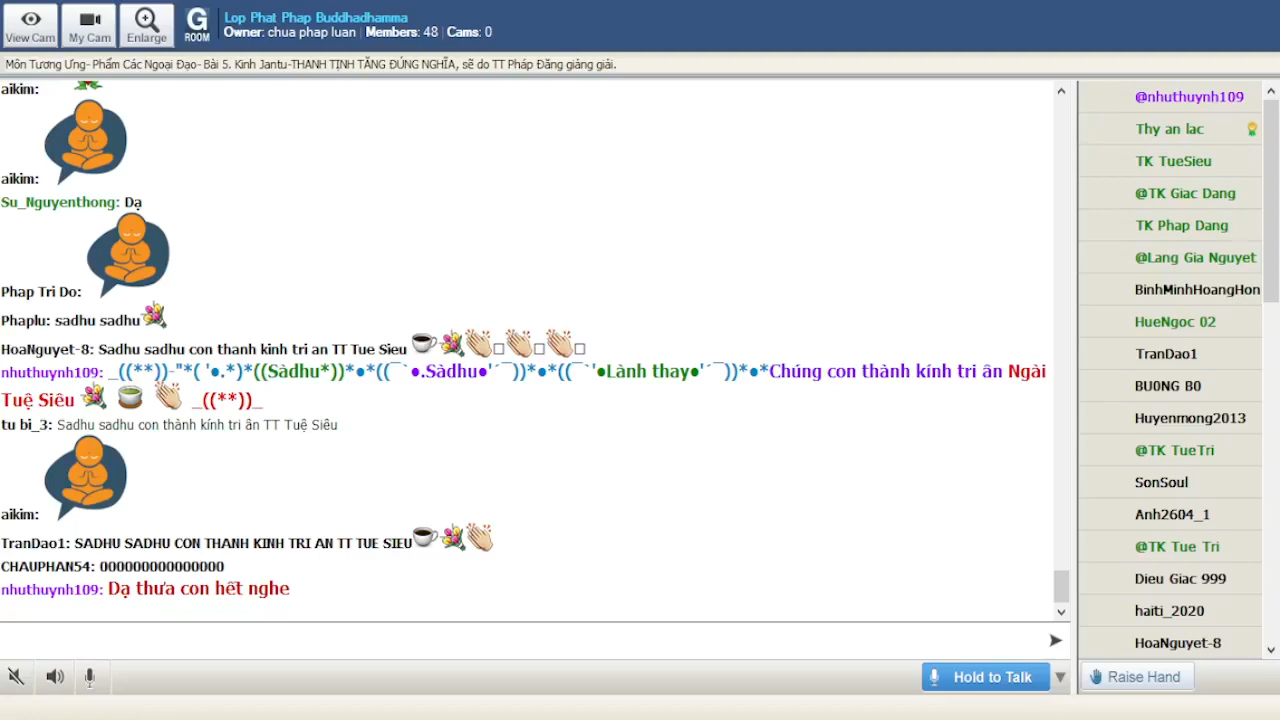 View Cam
My Cam
Enlarge
G
ROOM
Lop Phat Phap Buddhadhamma
Owner: chua phap luan | Members: 48 | Cams: 0
Môn Tương Ưng- Phẩm Các Ngoại Đạo- Bài 5. Kinh Jantu-THANH TỊNH TĂNG ĐÚNG NGHĨA, sẽ do TT Pháp Đăng giảng giải.
aikim:
aikim:
Su_Nguyenthong: Dạ
Phap Tri Do:
Phaplu: sadhu sadhu
HoaNguyet-8: Sadhu sadhu con thanh kinh tri an TT Tue Sieu
nhuthuynh109: _((**))-"*( '●.*)*((Sàdhu*))*●*((¯`●.Sàdhu●'´¯))*●*((¯`'●Lành thay●'´¯))*●*Chúng con thành kính tri ân Ngài
Tuệ Siêu _((**))_
tu bi_3: Sadhu sadhu con thành kính tri ân TT Tuệ Siêu
aikim:
TranDao1: SADHU SADHU CON THANH KINH TRI AN TT TUE SIEU
CHAUPHAN54: 000000000000000
nhuthuynh109: Dạ thưa con hết nghe
Hold to Talk
@nhuthuynh109
Thy an lac
TK TueSieu
@TK Giac Dang
TK Phap Dang
@Lang Gia Nguyet
BinhMinhHoangHon
HueNgoc 02
TranDao1
BU0NG B0
Huyenmong2013
@TK TueTri
SonSoul
Anh2604_1
@TK Tue Tri
Dieu Giac 999
haiti_2020
HoaNguyet-8
Raise Hand